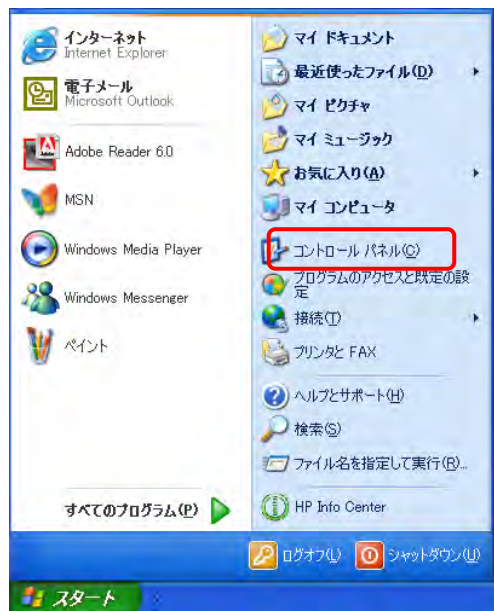 インターネット
Internet Explorer
電子メール
Microsoft Outlook
Adobe Reader 6.0
MSN
Windows Media Player
Windows Messenger
ペイント
すべてのプログラム(P)
マイ ドキュメント
最近使ったファイル(D)
マイ ピクチャ
マイ ミュージック
お気に入り(A)
マイ コンピュータ
コントロール パネル(C)
プログラムのアクセスと既定の設
定
接続(T)
プリンタと FAX
ヘルプとサポート(H)
検索(S)
ファイル名を指定して実行(R)...
HP Info Center
ログオフ(L)
シャットダウン(U)
スタート